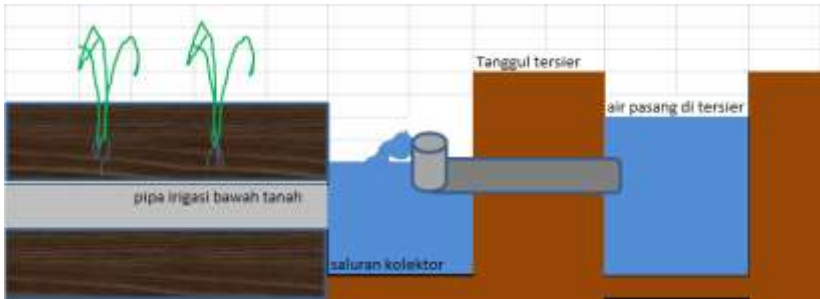 Tanggul tersier
air pasang di tersier
pipa irigasi bawah tanah
saluran kolektor